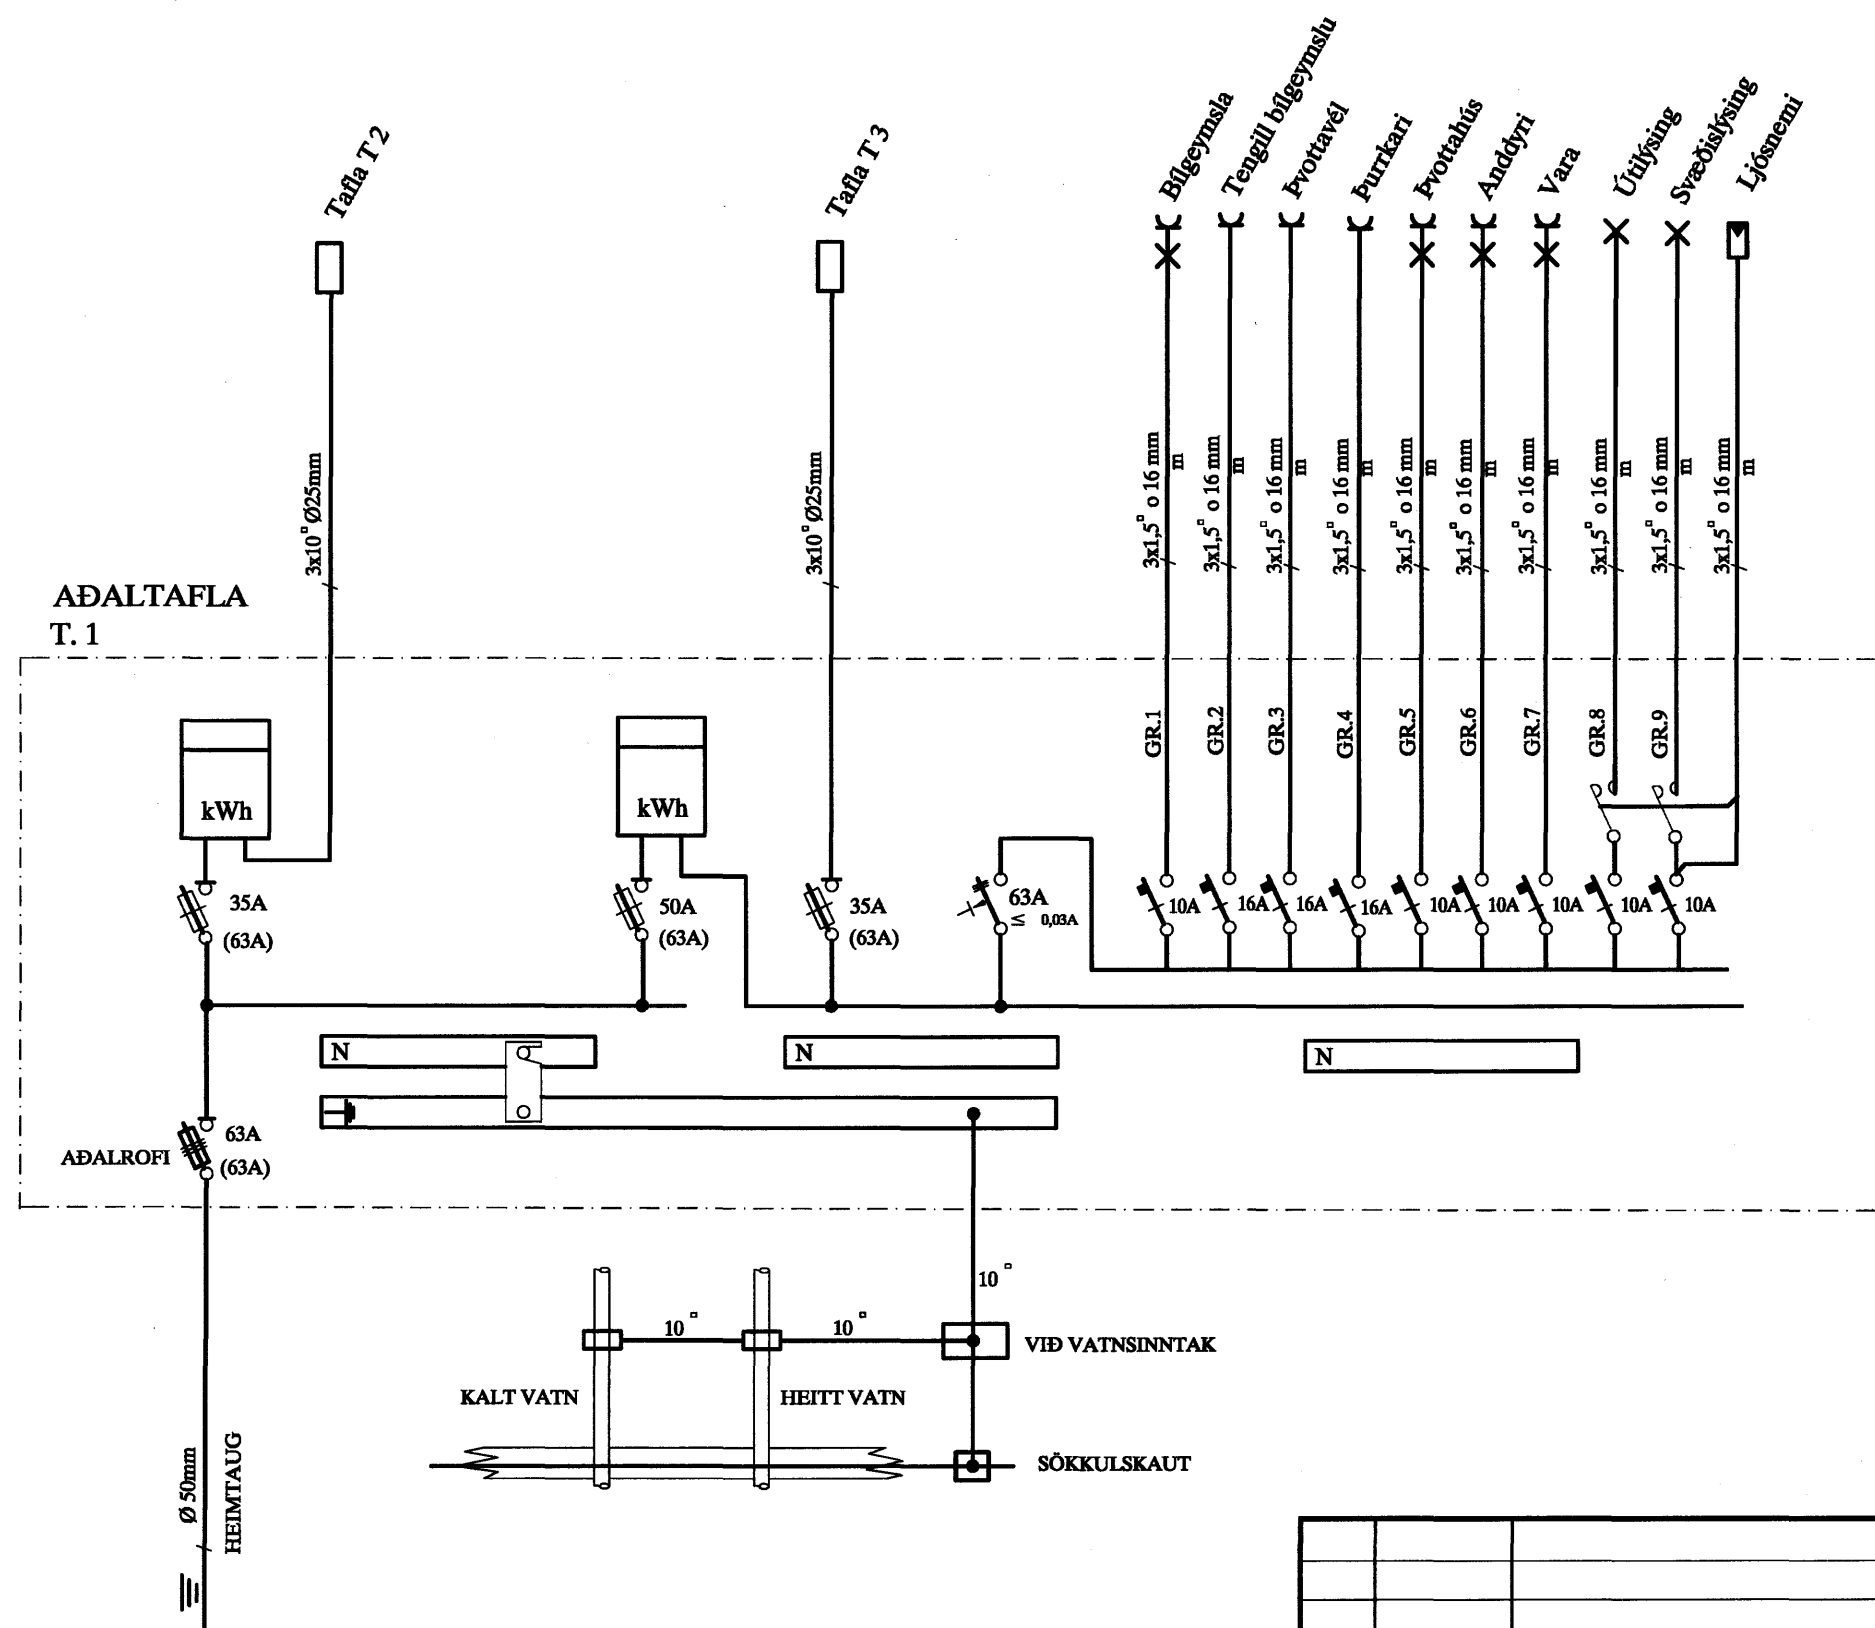 Tafla T 2
Tafla T 3
Bílgeymsla
Tengill bílgeymslu
Þvottavél
Þurrkari
Þvottahús
Anddyri
Vara
Útilýsing
Svæðislýsing
Ljósnemi
3x10□ Ø25mm
3x10□ Ø25mm
3x1,5□ o 16 mm
m
3x1,5□ o 16 mm
m
3x1,5□ o 16 mm
m
3x1,5□ o 16 mm
m
3x1,5□ o 16 mm
m
3x1,5□ o 16 mm
m
3x1,5□ o 16 mm
m
3x1,5□ o 16 mm
m
3x1,5□ o 16 mm
m
3x1,5□ o 16 mm
m
AÐALTAFLA
T. 1
GR.1
GR.2
GR.3
GR.4
GR.5
GR.6
GR.7
GR.8
GR.9
kWh
kWh
35A
(63A)
50A
(63A)
35A
(63A)
63A
≤ 0,03A
10A
16A
16A
16A
10A
10A
10A
10A
10A
N
N
N
AÐALROFI
63A
(63A)
10□
10□
10□
VIÐ VATNSINNTAK
KALT VATN
HEITT VATN
SÖKKULSKAUT
Ø 50mm
HEIMTAUG